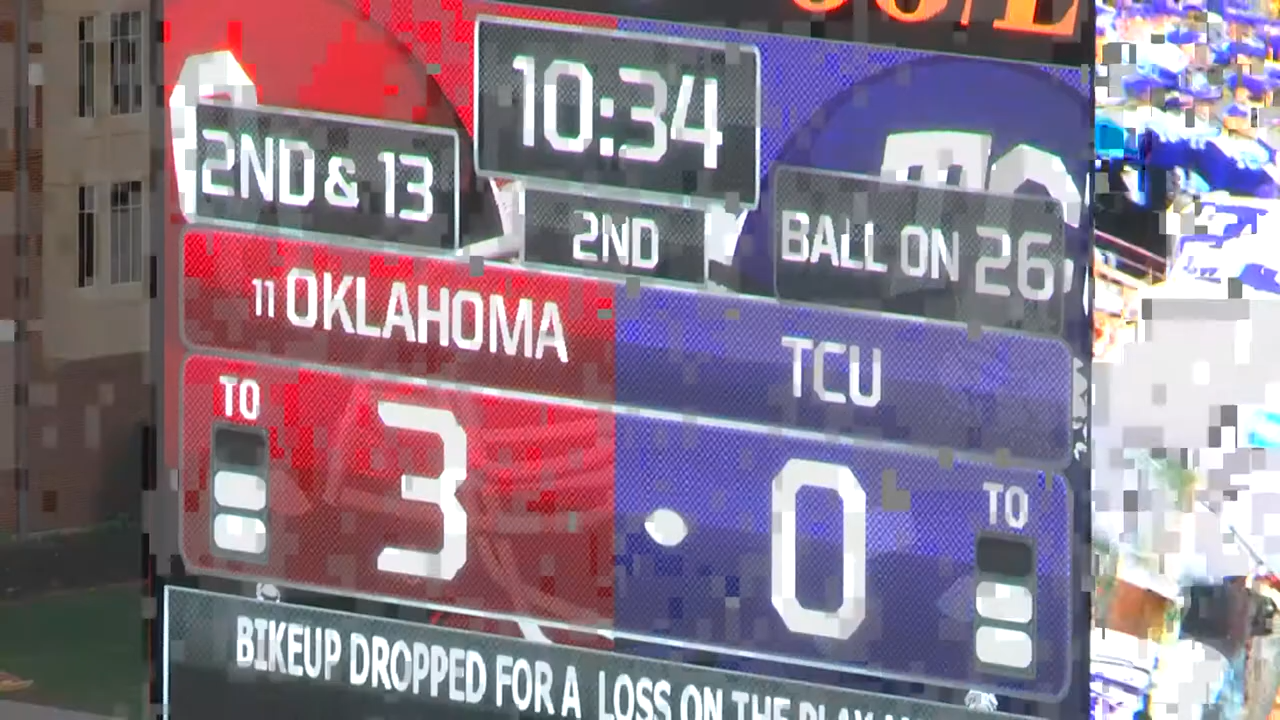 10:34
2ND & 13
2ND
BALL ON 26
11 OKLAHOMA
TCU
TO
3
0
TO
BIKEUP DROPPED FOR A LOSS ON THE PLAY